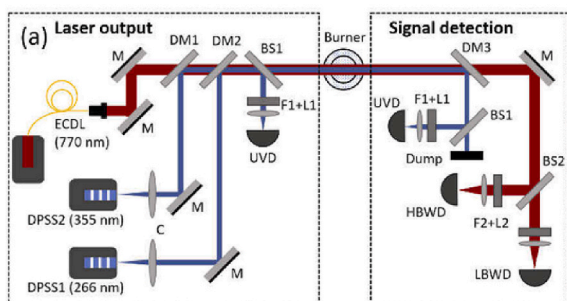 (a)
Laser output
Burner
Signal detection
M
DM1
DM2
BS1
DM3
M
ECDL
(770 nm)
M
F1+L1
UVD
UVD
F1+L1
BS1
Dump
BS2
HBWD
F2+L2
LBWD
DPSS2 (355 nm)
M
C
DPSS1 (266 nm)
M